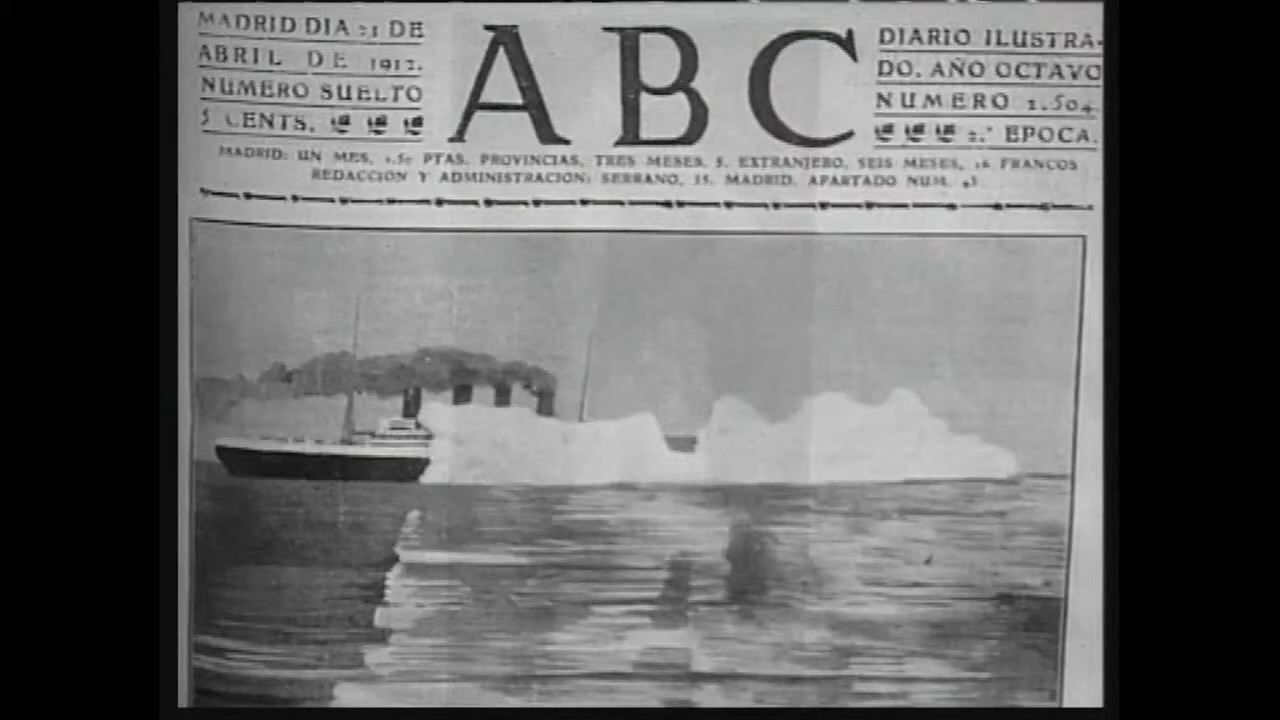 MADRID DIA 21 DE
ABRIL DE 1912.
NUMERO SUELTO
5 CENTS.
ABC
DIARIO ILUSTRA-
DO. AÑO OCTAVO
NUMERO 2.504
2.ª EPOCA.
MADRID: UN MES, 1,50 PTAS. PROVINCIAS, TRES MESES, 5. EXTRANJERO, SEIS MESES, 16 FRANCOS
REDACCION Y ADMINISTRACION: SERRANO, 55, MADRID. APARTADO NUM. 43